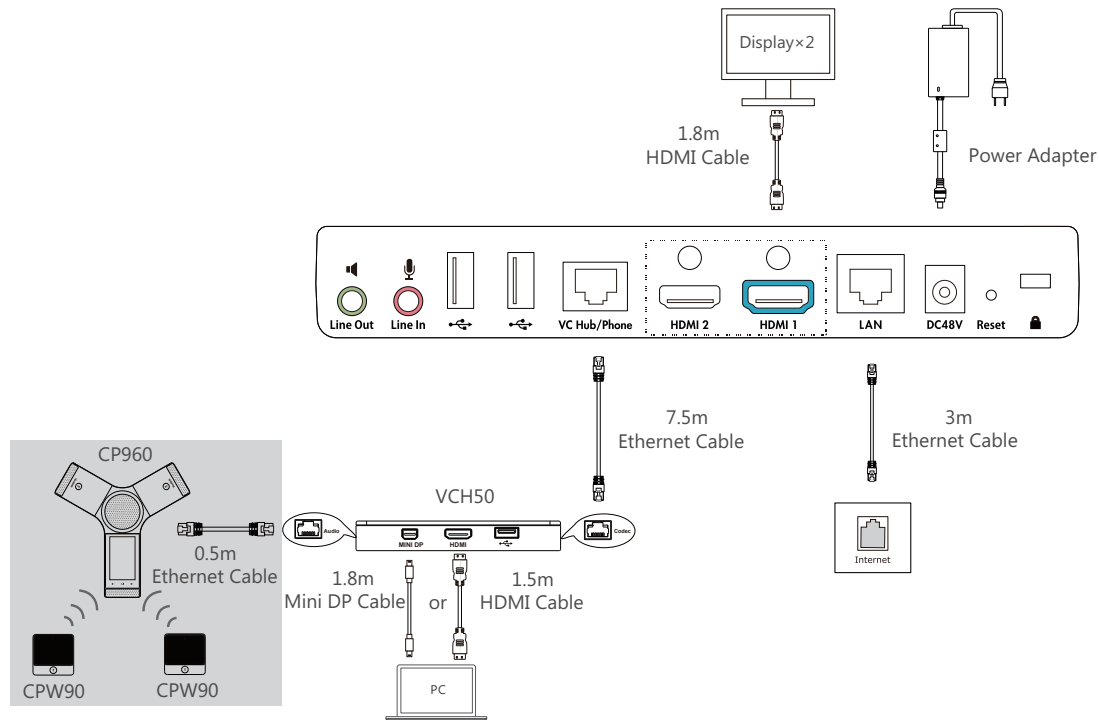 Display×2
1.8m
HDMI Cable
Power Adapter
Line Out
Line In
VC Hub/Phone
HDMI 2
HDMI 1
LAN
DC48V
Reset
7.5m
Ethernet Cable
3m
Ethernet Cable
CP960
VCH50
Audio
MINI DP
HDMI
Codec
0.5m
Ethernet Cable
1.8m
Mini DP Cable
or
1.5m
HDMI Cable
Internet
CPW90
CPW90
PC